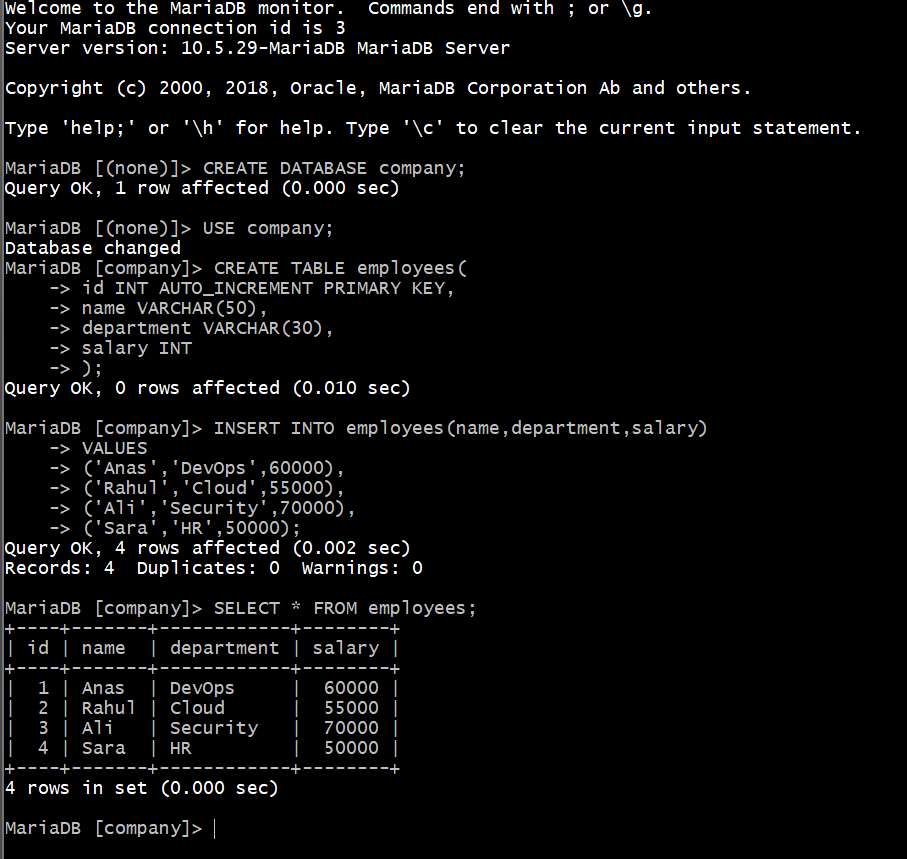 Welcome to the MariaDB monitor.  Commands end with ; or \g.
Your MariaDB connection id is 3
Server version: 10.5.29-MariaDB MariaDB Server
Copyright (c) 2000, 2018, Oracle, MariaDB Corporation Ab and others.
Type 'help;' or '\h' for help. Type '\c' to clear the current input statement.
MariaDB [(none)]> CREATE DATABASE company;
Query OK, 1 row affected (0.000 sec)
MariaDB [(none)]> USE company;
Database changed
MariaDB [company]> CREATE TABLE employees(
    -> id INT AUTO_INCREMENT PRIMARY KEY,
    -> name VARCHAR(50),
    -> department VARCHAR(30),
    -> salary INT
    -> );
Query OK, 0 rows affected (0.010 sec)
MariaDB [company]> INSERT INTO employees(name,department,salary)
    -> VALUES
    -> ('Anas','DevOps',60000),
    -> ('Rahul','Cloud',55000),
    -> ('Ali','Security',70000),
    -> ('Sara','HR',50000);
Query OK, 4 rows affected (0.002 sec)
Records: 4  Duplicates: 0  Warnings: 0
MariaDB [company]> SELECT * FROM employees;
+----+-------+------------+--------+
| id | name  | department | salary |
+----+-------+------------+--------+
|  1 | Anas  | DevOps     |  60000 |
|  2 | Rahul | Cloud      |  55000 |
|  3 | Ali   | Security   |  70000 |
|  4 | Sara  | HR         |  50000 |
+----+-------+------------+--------+
4 rows in set (0.000 sec)
MariaDB [company]>